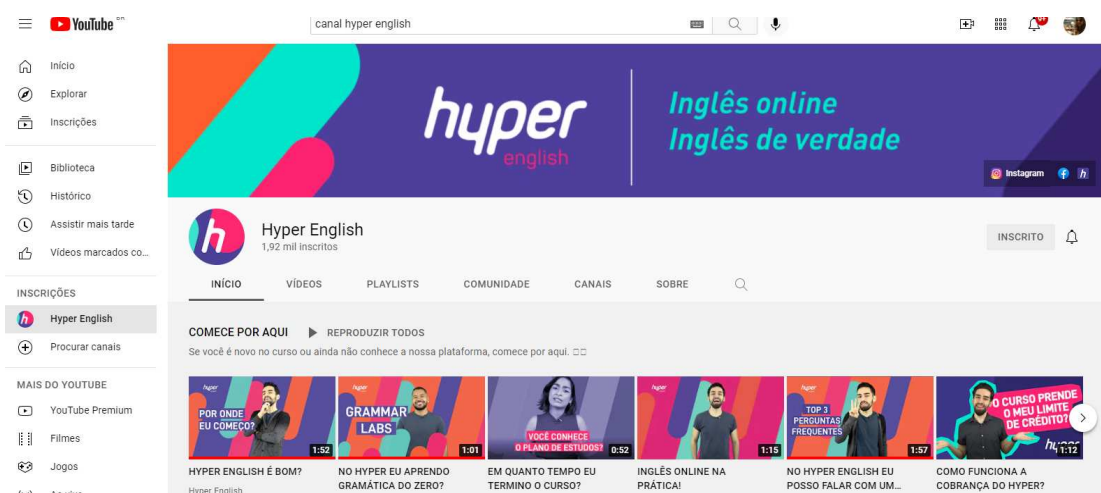 YouTube BR
canal hyper english
9+
Início
Explorar
Inscrições
Biblioteca
Histórico
Assistir mais tarde
Vídeos marcados co...
INSCRIÇÕES
Hyper English
Procurar canais
MAIS DO YOUTUBE
YouTube Premium
Filmes
Jogos
hyper
english
Inglês online
Inglês de verdade
Instagram
h
h
Hyper English
1,92 mil inscritos
INSCRITO
INÍCIO VÍDEOS PLAYLISTS COMUNIDADE CANAIS SOBRE
COMECE POR AQUI REPRODUZIR TODOS
Se você é novo no curso ou ainda não conhece a nossa plataforma, comece por aqui.
hyper
POR ONDE
EU COMEÇO?
1:52
HYPER ENGLISH É BOM?
Hyper English
hyper
GRAMMAR
LABS
1:01
NO HYPER EU APRENDO
GRAMÁTICA DO ZERO?
VOCÊ CONHECE
O PLANO DE ESTUDOS?
0:52
EM QUANTO TEMPO EU
TERMINO O CURSO?
hyper
1:15
INGLÊS ONLINE NA
PRÁTICA!
hyper
TOP 3
PERGUNTAS
FREQUENTES
1:57
NO HYPER ENGLISH EU
POSSO FALAR COM UM...
O CURSO PRENDE
O MEU LIMITE
DE CRÉDITO?
hyper
1:12
COMO FUNCIONA A
COBRANÇA DO HYPER?